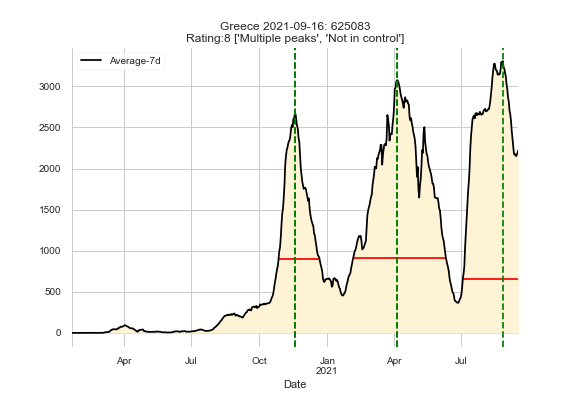 Greece 2021-09-16: 625083
Rating:8 ['Multiple peaks', 'Not in control']
Average-7d
3000
2500
2000
1500
1000
500
0
Apr
Jul
Oct
Jan
2021
Apr
Jul
Date